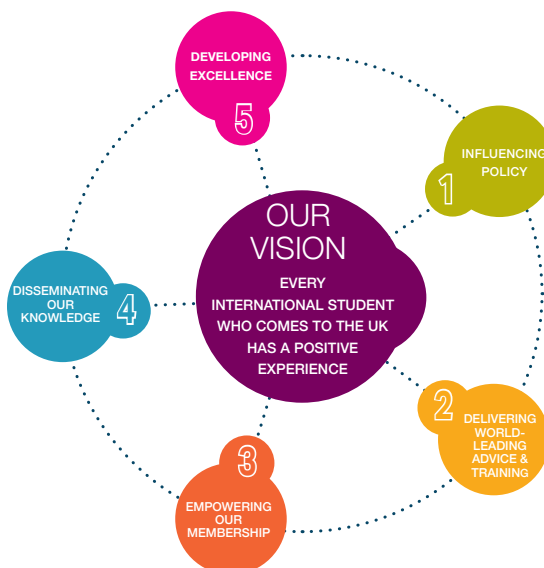 OUR
VISION
EVERY
INTERNATIONAL STUDENT
WHO COMES TO THE UK
HAS A POSITIVE
EXPERIENCE
1
INFLUENCING
POLICY
2
DELIVERING
WORLD-
LEADING
ADVICE &
TRAINING
3
EMPOWERING
OUR
MEMBERSHIP
4
DISSEMINATING
OUR
KNOWLEDGE
5
DEVELOPING
EXCELLENCE